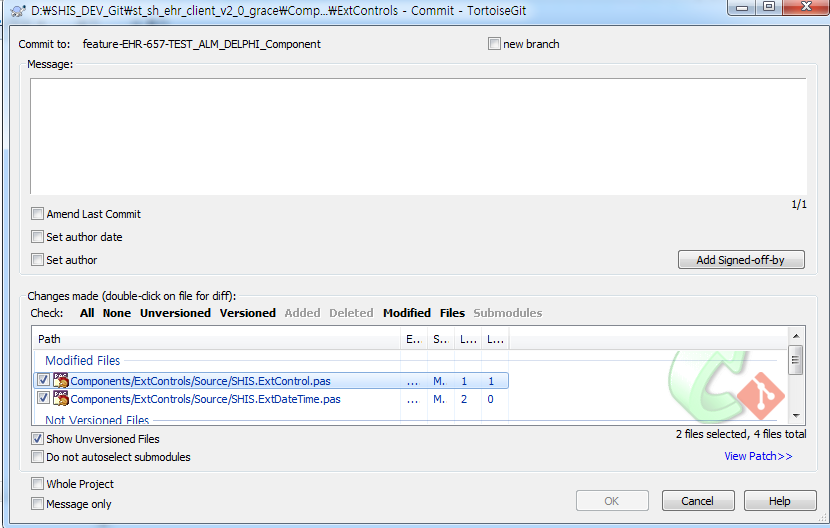 D:₩SHIS_DEV_Git₩st_sh_ehr_client_v2_0_grace₩Comp...₩ExtControls - Commit - TortoiseGit
Commit to: feature-EHR-657-TEST_ALM_DELPHI_Component new branch
Message:
1/1
Amend Last Commit
Set author date
Set author Add Signed-off-by
Changes made (double-click on file for diff):
Check: All None Unversioned Versioned Added Deleted Modified Files Submodules
Path E... S... L... L...
Modified Files
Components/ExtControls/Source/SHIS.ExtControl.pas ... M. 1 1
Components/ExtControls/Source/SHIS.ExtDateTime.pas ... M. 2 0
Not Versioned Files
Show Unversioned Files 2 files selected, 4 files total
Do not autoselect submodules View Patch>>
Whole Project
Message only OK Cancel Help